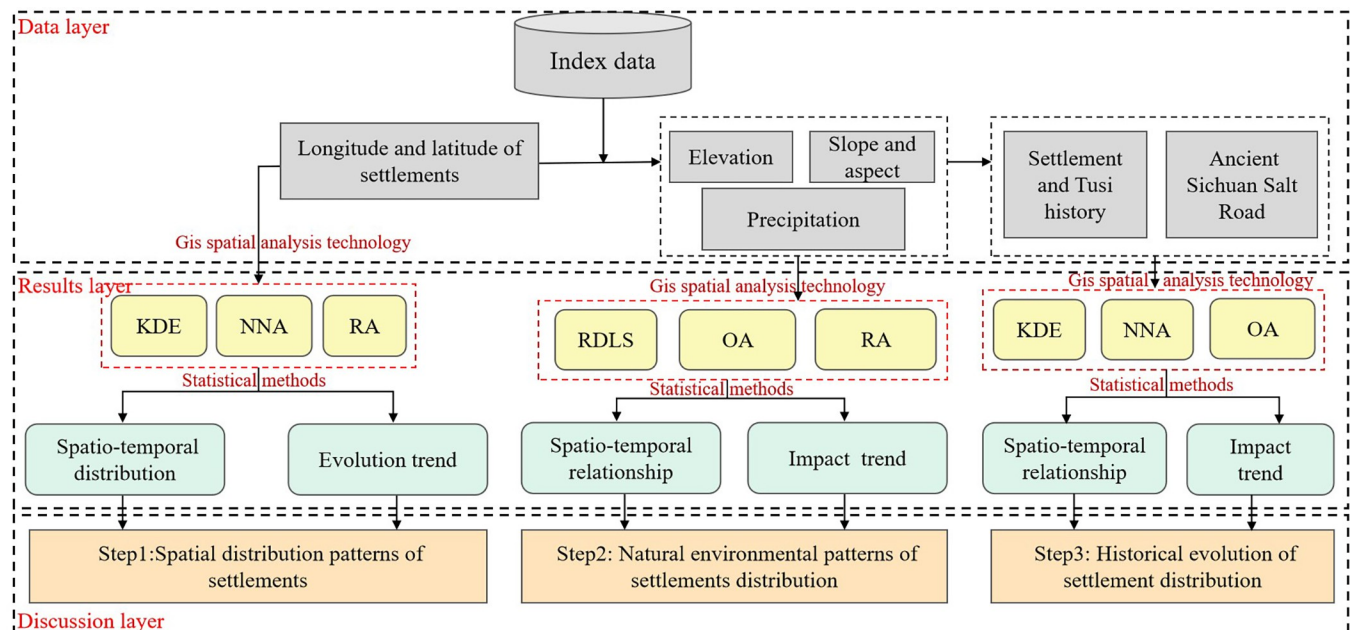 Data layer
Index data
Longitude and latitude of
settlements
Elevation
Slope and
aspect
Precipitation
Settlement
and Tusi
history
Ancient
Sichuan Salt
Road
Gis spatial analysis technology
Results layer
Gis spatial analysis technology
Gis spatial analysis technology
KDE
NNA
RA
RDLS
OA
RA
KDE
NNA
OA
Statistical methods
Statistical methods
Statistical methods
Spatio-temporal
distribution
Evolution trend
Spatio-temporal
relationship
Impact trend
Spatio-temporal
relationship
Impact
trend
Step1:Spatial distribution patterns of
settlements
Step2: Natural environmental patterns of
settlements distribution
Step3: Historical evolution of
settlement distribution
Discussion layer